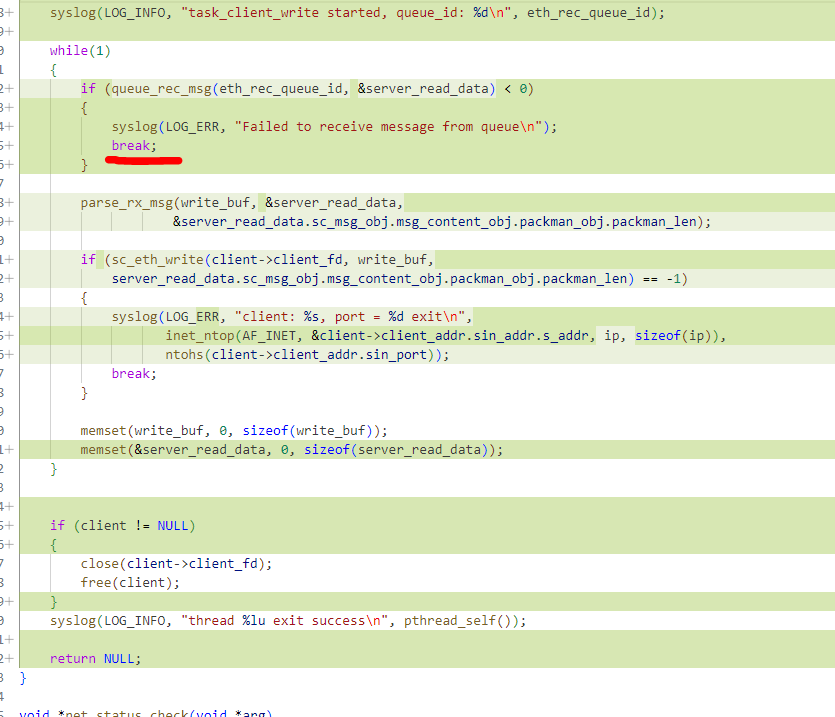 3+ syslog(LOG_INFO, "task_client_write started, queue_id: %d\n", eth_rec_queue_id);
9+
0 while(1)
1 {
2+ if (queue_rec_msg(eth_rec_queue_id, &server_read_data) < 0)
3+ {
4+ syslog(LOG_ERR, "Failed to receive message from queue\n");
5+ break;
6+ }
7
8+ parse_rx_msg(write_buf, &server_read_data,
9+ &server_read_data.sc_msg_obj.msg_content_obj.packman_obj.packman_len);
0
1+ if (sc_eth_write(client->client_fd, write_buf,
2+ server_read_data.sc_msg_obj.msg_content_obj.packman_obj.packman_len) == -1)
3 {
4+ syslog(LOG_ERR, "client: %s, port = %d exit\n",
5+ inet_ntop(AF_INET, &client->client_addr.sin_addr.s_addr, ip, sizeof(ip)),
6+ ntohs(client->client_addr.sin_port));
7 break;
8 }
9
0 memset(write_buf, 0, sizeof(write_buf));
1+ memset(&server_read_data, 0, sizeof(server_read_data));
2 }
3
4+
5+ if (client != NULL)
6+ {
7 close(client->client_fd);
8 free(client);
9+ }
0 syslog(LOG_INFO, "thread %lu exit success\n", pthread_self());
1+
2+ return NULL;
3 }
4
5 void *net_status_check(void *arg)